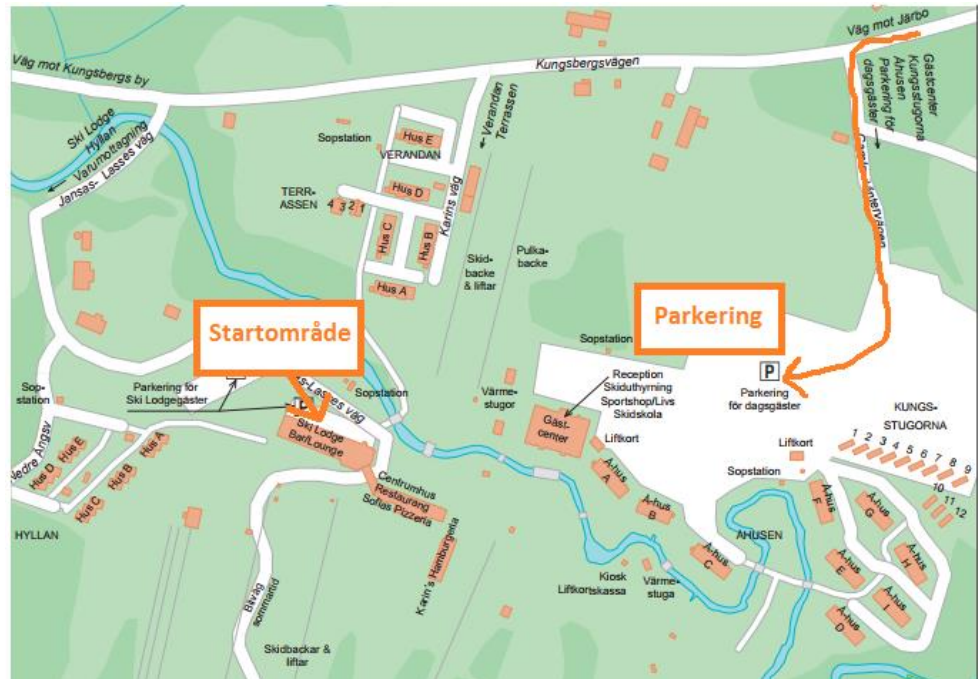 Väg mot Järbo
Väg mot Kungsbergs by
Kungsbergsvägen
Gästcenter
Kungsstugorna
Åhusen
Parkering för
dagsgäster
Ski Lodge
Hyllan
Varumottagning
Jansas- Lasses väg
Sopstation
Hus E
VERANDAN
Verandan
Terrassen
TERR-
ASSEN
4 3 2 1
Hus D
Karins väg
Hus C
Hus B
Hus A
Skid-
backe
& liftar
Pulka-
backe
Startområde
Parkering
Sopstation
P
Parkering
för dagsgäster
Reception
Skiduthyrning
Sportshop/Livs
Skidskola
Gäst-
center
Liftkort
Värme-
stugor
Sop-
station
Parkering för
Ski Lodgegäster
-Lasses väg
Sopstation
Ski Lodge
Bar/Lounge
Centrumhus
Restaurang
Sofias Pizzeria
Karin's Hamburgeria
Nedre Ängsv
Hus E
Hus D
Hus C
Hus B
Hus A
HYLLAN
Bilväg
sommartid
Skidbackar &
liftar
KUNGS-
STUGORNA
1 2 3 4 5 6 7 8 9
10
11
12
Liftkort
Sopstation
Å-hus
A
Å-hus
B
Å-hus
C
ÅHUSEN
Å-hus
F
Å-hus
G
Å-hus
H
Å-hus
E
Å-hus
I
Å-hus
D
Kiosk
Liftkortskassa
Värme-
stuga